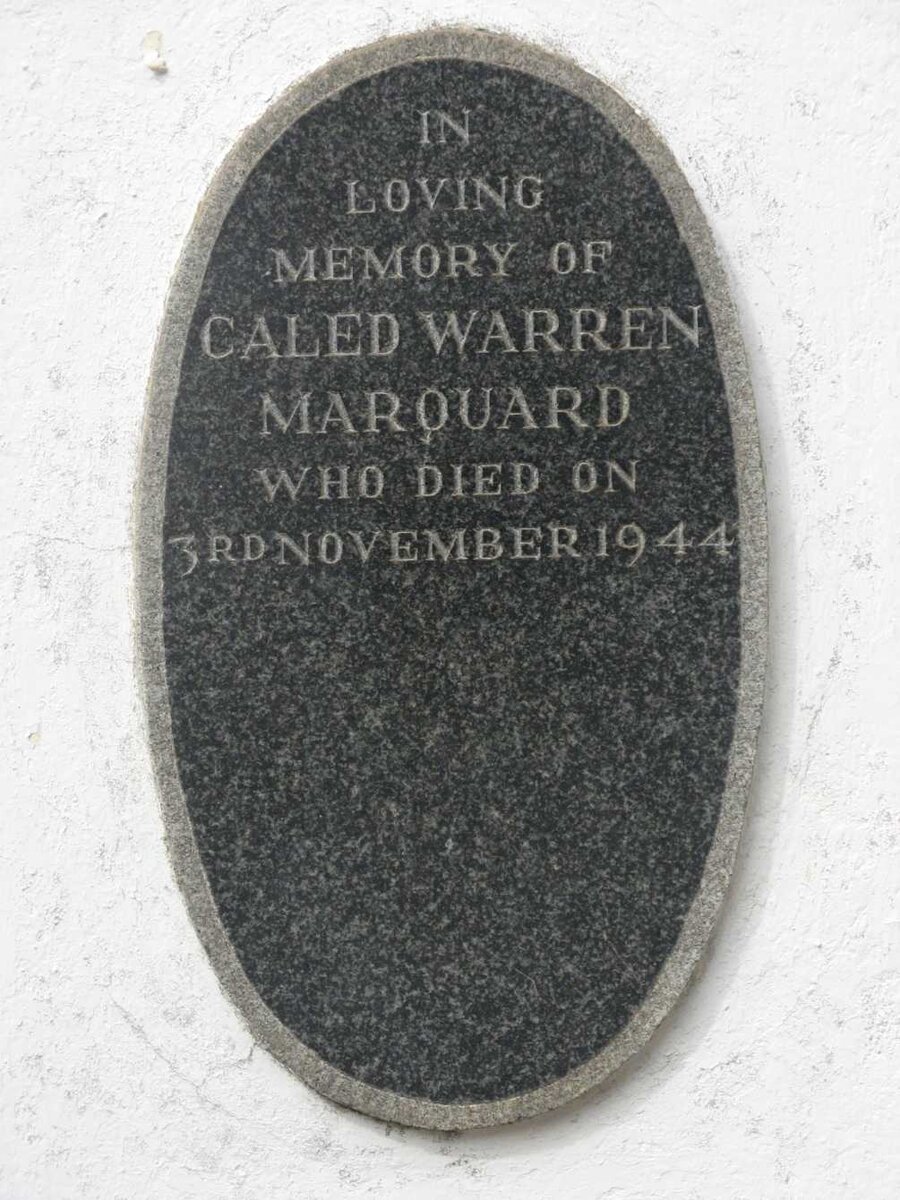 IN
LOVING
MEMORY OF
CALED WARREN
MARQUARD
WHO DIED ON
3RD NOVEMBER 1944